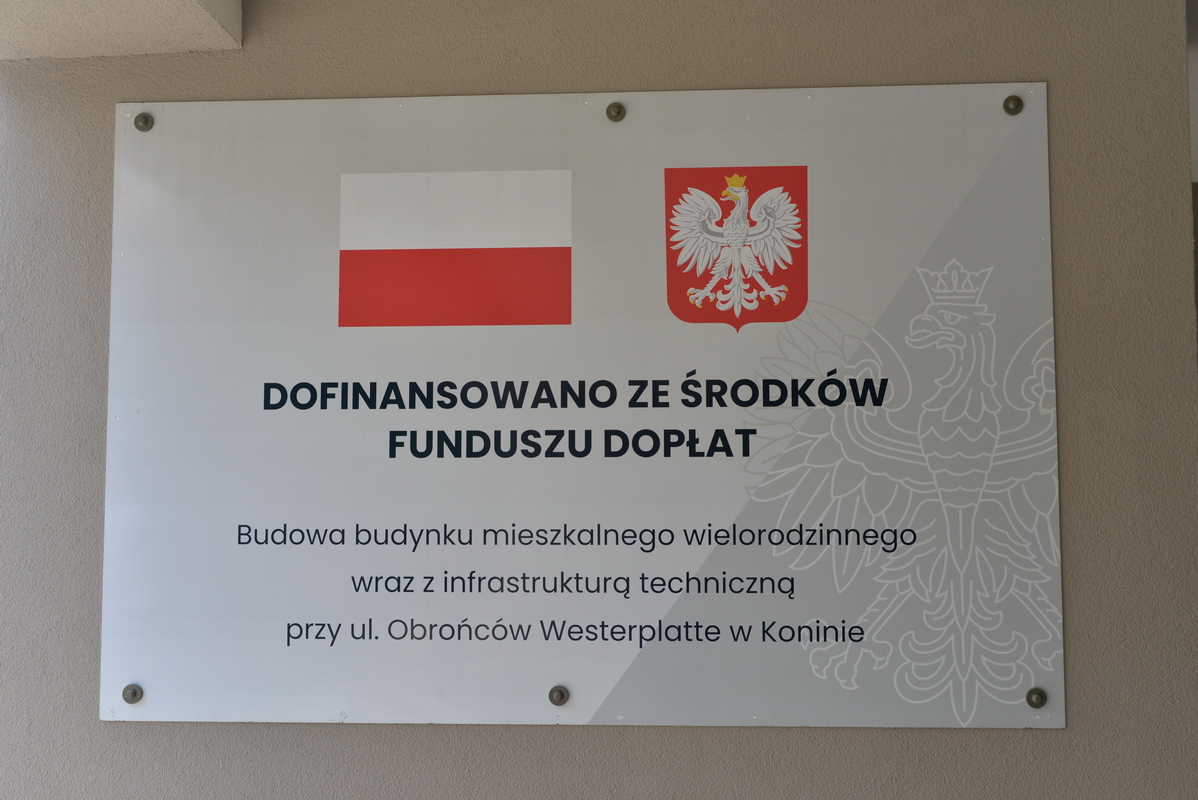 DOFINANSOWANO ZE ŚRODKÓW
FUNDUSZU DOPŁAT
Budowa budynku mieszkalnego wielorodzinnego
wraz z infrastrukturą techniczną
przy ul. Obrońców Westerplatte w Koninie